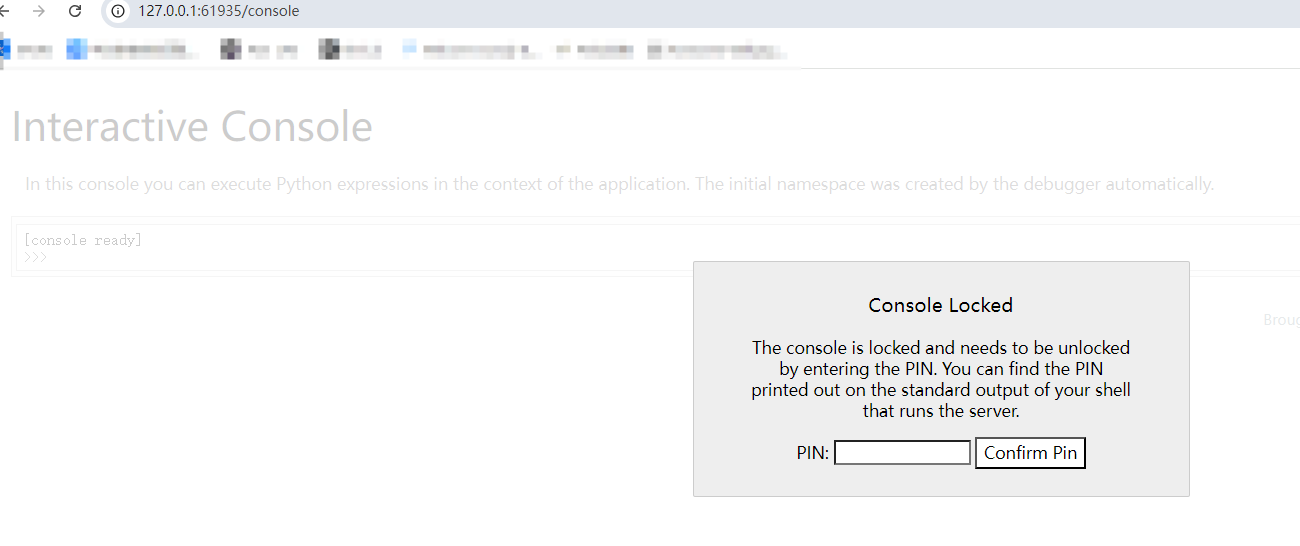 127.0.0.1:61935/console
Interactive Console
In this console you can execute Python expressions in the context of the application. The initial namespace was created by the debugger automatically.
[console ready]
>>>
Console Locked
The console is locked and needs to be unlocked
by entering the PIN. You can find the PIN
printed out on the standard output of your shell
that runs the server.
PIN:
Confirm Pin